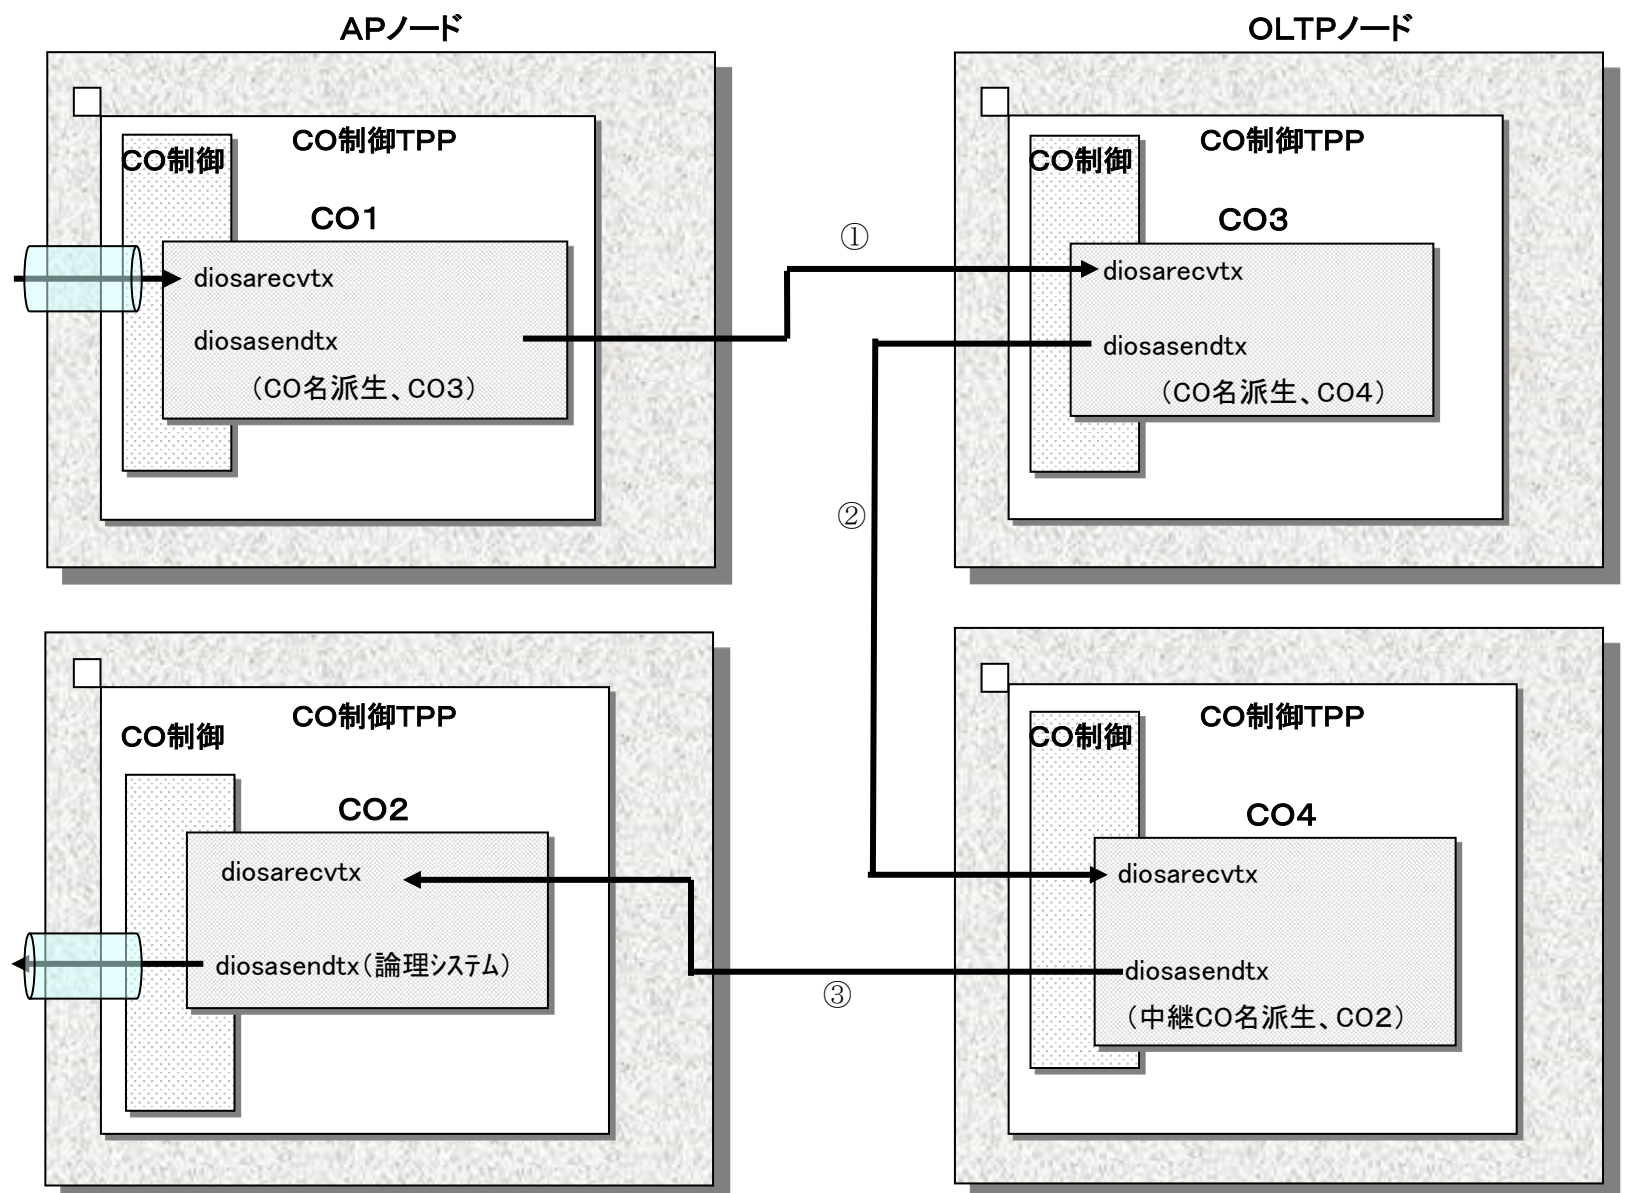 APノード
OLTPノード
CO制御TPP
CO制御
CO1
diosarecvtx
diosasendtx
(CO名派生、CO3)
①
CO制御TPP
CO制御
CO3
diosarecvtx
diosasendtx
(CO名派生、CO4)
②
CO制御TPP
CO制御
CO2
diosarecvtx
diosasendtx(論理システム)
③
CO制御TPP
CO制御
CO4
diosarecvtx
diosasendtx
(中継CO名派生、CO2)